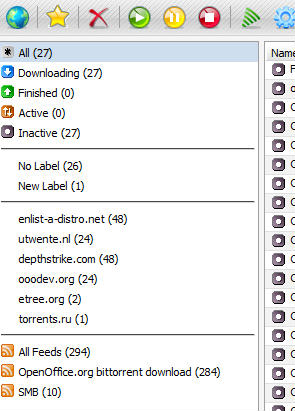 All (27)
Name
Downloading (27)
Finished (0)
Active (0)
Inactive (27)
No Label (26)
New Label (1)
enlist-a-distro.net (48)
utwente.nl (24)
depthstrike.com (48)
ooodev.org (24)
etree.org (2)
torrents.ru (1)
All Feeds (294)
OpenOffice.org bittorrent download (284)
SMB (10)